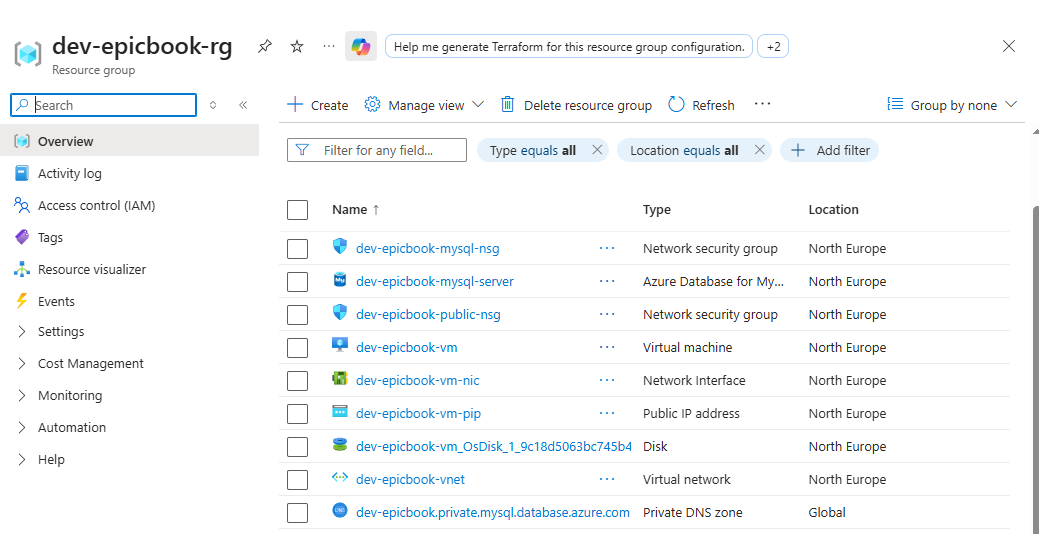 dev-epicbook-rg
Help me generate Terraform for this resource group configuration.
+2
Resource group
Search
Overview
Activity log
Access control (IAM)
Tags
Resource visualizer
Events
Settings
Cost Management
Monitoring
Automation
Help
Create Manage view Delete resource group Refresh Group by none
Filter for any field... Type equals all Location equals all Add filter
Name ↑ Type Location
dev-epicbook-mysql-nsg Network security group North Europe
dev-epicbook-mysql-server Azure Database for My... North Europe
dev-epicbook-public-nsg Network security group North Europe
dev-epicbook-vm Virtual machine North Europe
dev-epicbook-vm-nic Network Interface North Europe
dev-epicbook-vm-pip Public IP address North Europe
dev-epicbook-vm_OsDisk_1_9c18d5063bc745b4 Disk North Europe
dev-epicbook-vnet Virtual network North Europe
DNS dev-epicbook.private.mysql.database.azure.com Private DNS zone Global